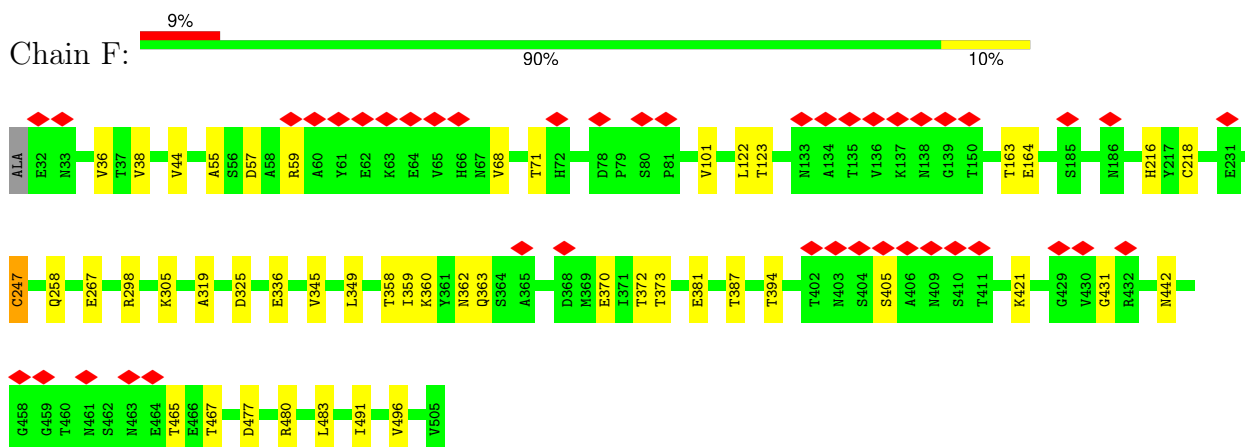 9%
Chain F:
90% 10%
ALA E32 N33 V36 T37 V38 V44 A55 S56 D57 A58 R59 A60 Y61 E62 K63 E64 V65 H66 N67 V68 T71 H72 D78 P79 S80 P81 V101 L122 T123 N133 A134 T135 V136 K137 N138 G139 T150 T163 E164 S185 N186 H216 Y217 C218 E231
C247 Q258 E267 R298 K305 A319 D325 E336 V345 L349 T358 I359 K360 Y361 N362 Q363 S364 A365 D368 M369 E370 I371 T372 T373 E381 T387 T394 T402 N403 S404 S405 A406 N409 S410 T411 K421 G429 V430 G431 R432 N442
G458 G459 T460 N461 S462 N463 E464 T465 E466 T467 D477 R480 L483 I491 V496 V505